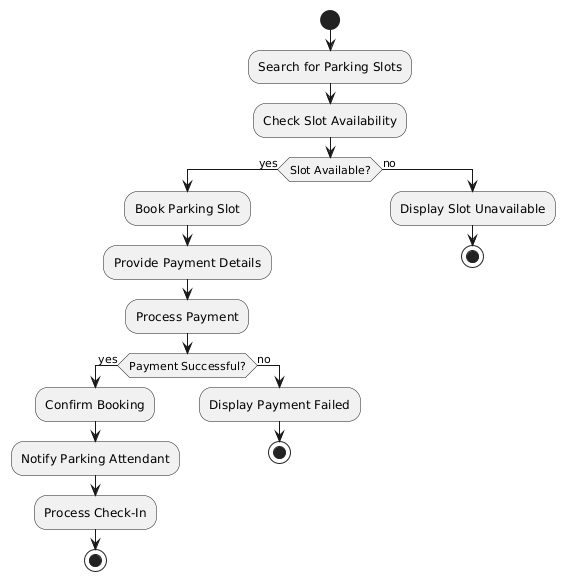 Search for Parking Slots
Check Slot Availability
Slot Available?
yes
no
Book Parking Slot
Display Slot Unavailable
Provide Payment Details
Process Payment
Payment Successful?
yes
no
Confirm Booking
Display Payment Failed
Notify Parking Attendant
Process Check-In